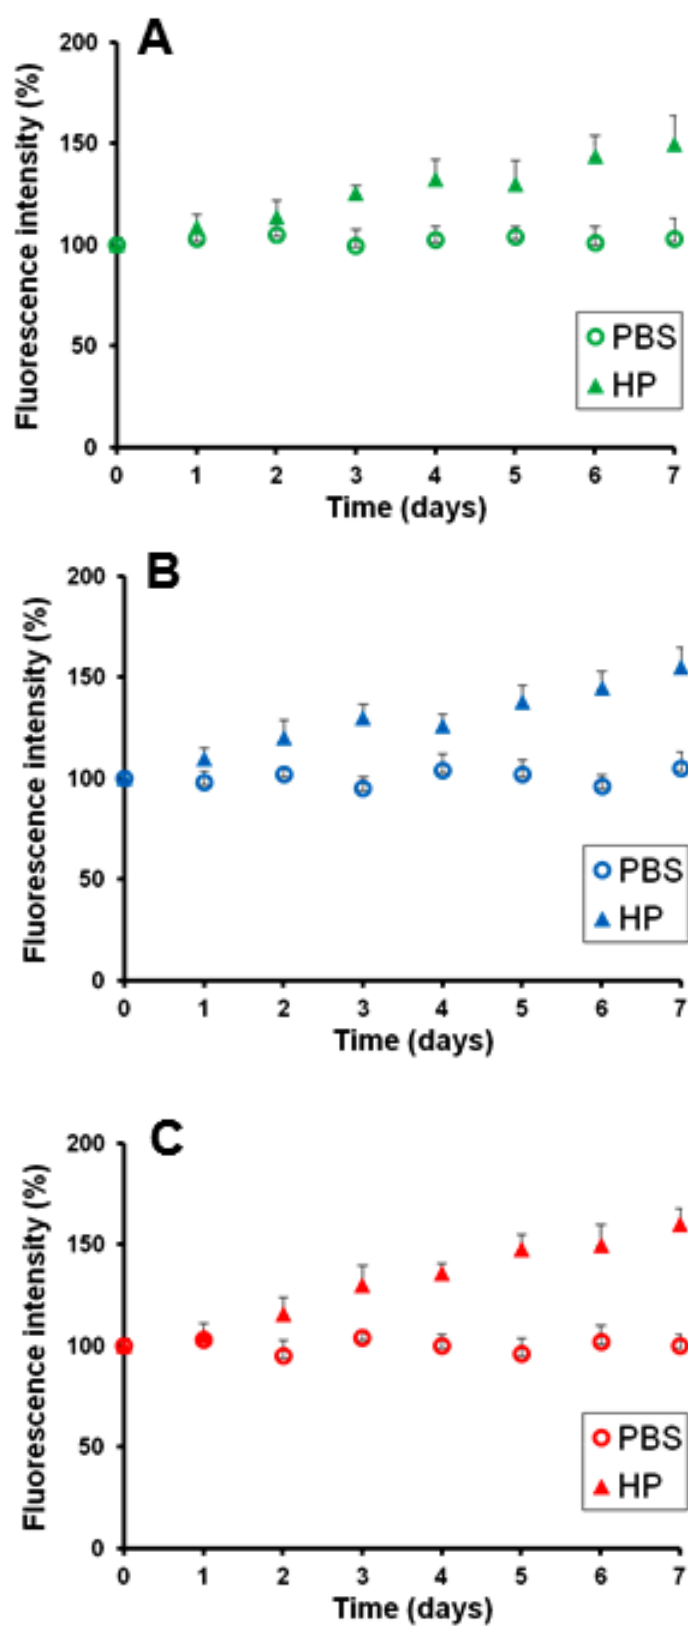 A
Fluorescence intensity (%)
200
150
100
50
0
PBS
HP
0 1 2 3 4 5 6 7
Time (days)
B
Fluorescence intensity (%)
200
150
100
50
0
PBS
HP
0 1 2 3 4 5 6 7
Time (days)
C
Fluorescence intensity (%)
200
150
100
50
0
PBS
HP
0 1 2 3 4 5 6 7
Time (days)